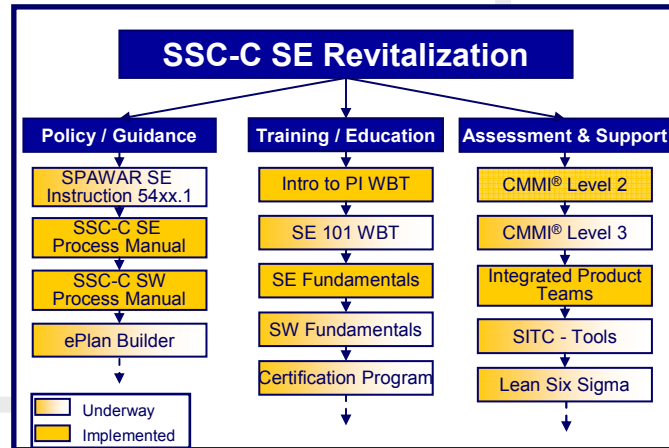 SSC-C SE Revitalization
Policy / Guidance
SPAWAR SE
Instruction 54xx.1
SSC-C SE
Process Manual
SSC-C SW
Process Manual
ePlan Builder
Training / Education
Intro to PI WBT
SE 101 WBT
SE Fundamentals
SW Fundamentals
Certification Program
Assessment & Support
CMMI® Level 2
CMMI® Level 3
Integrated Product
Teams
SITC - Tools
Lean Six Sigma
Underway
Implemented